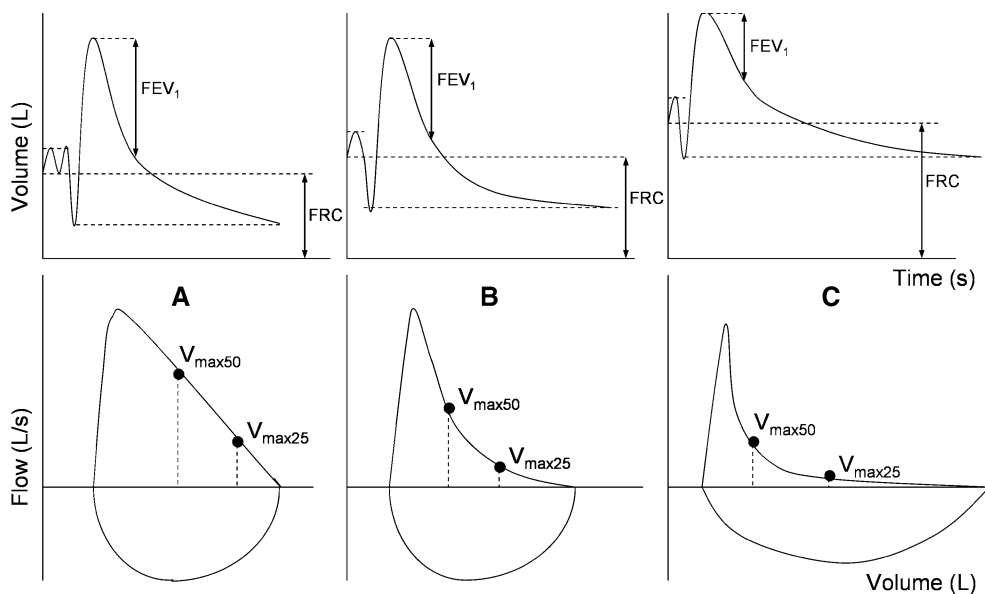 Volume (L)
FEV1
FRC
FEV1
FRC
FEV1
FRC
Time (s)
A
B
C
Flow (L/s)
Vmax50
Vmax25
Vmax50
Vmax25
Vmax50
Vmax25
Volume (L)